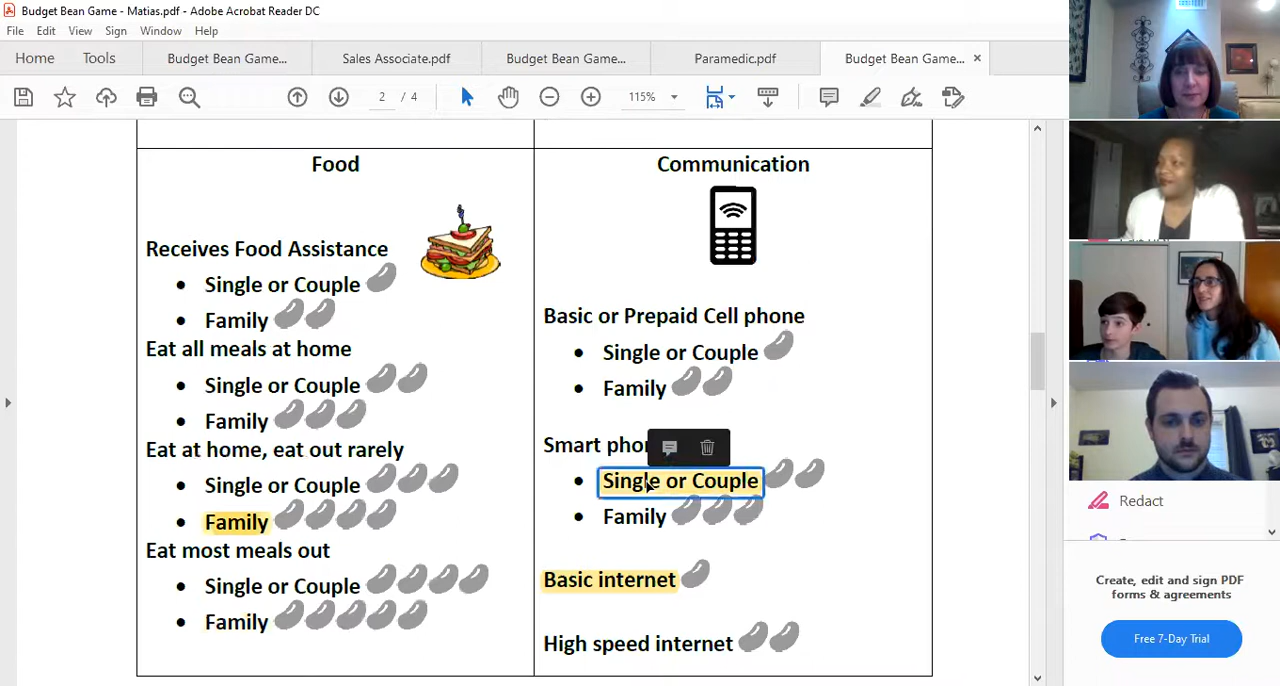 Budget Bean Game - Matias.pdf - Adobe Acrobat Reader DC
File Edit View Sign Window Help
Home Tools Budget Bean Game... Sales Associate.pdf Budget Bean Game... Paramedic.pdf Budget Bean Game... ×
2 / 4 115%
Food
Receives Food Assistance
• Single or Couple
• Family
Eat all meals at home
• Single or Couple
• Family
Eat at home, eat out rarely
• Single or Couple
• Family
Eat most meals out
• Single or Couple
• Family
Communication
Basic or Prepaid Cell phone
• Single or Couple
• Family
Smart pho
• Single or Couple
• Family
Basic internet
High speed internet
Redact
Create, edit and sign PDF
forms & agreements
Free 7-Day Trial